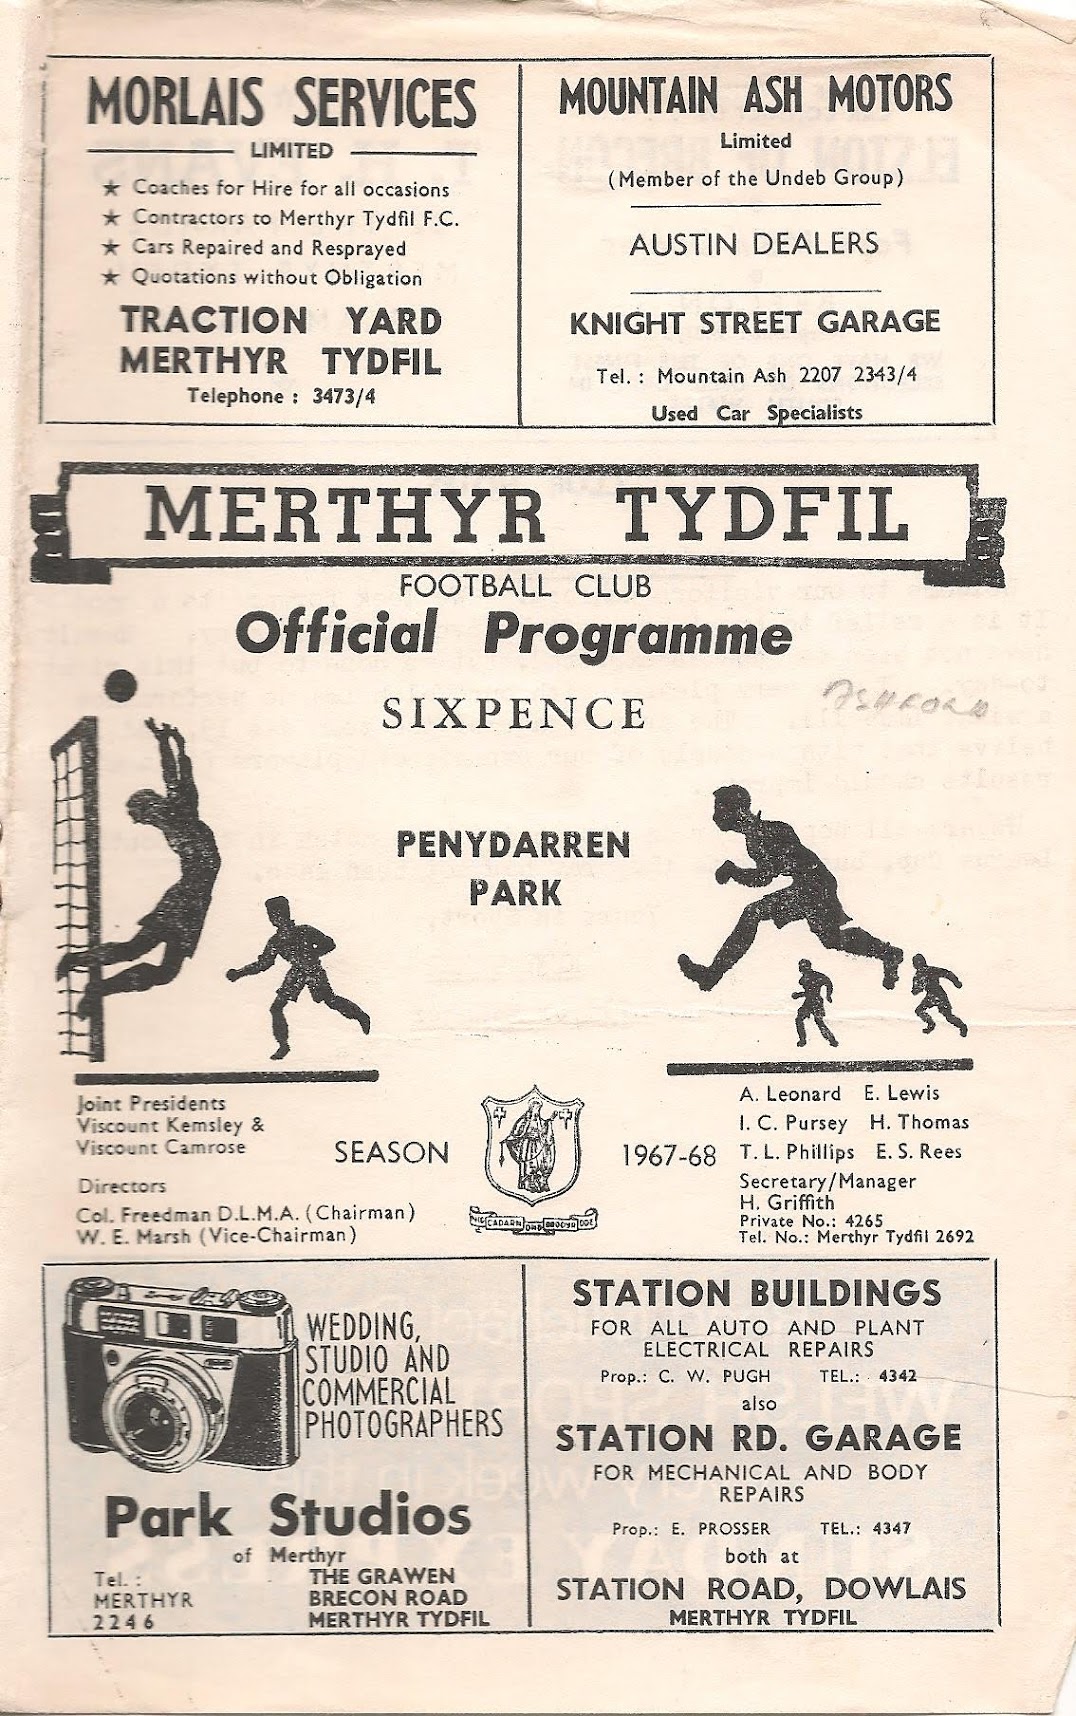 MORLAIS SERVICES
LIMITED
★ Coaches for Hire for all occasions
★ Contractors to Merthyr Tydfil F.C.
★ Cars Repaired and Resprayed
★ Quotations without Obligation
TRACTION YARD
MERTHYR TYDFIL
Telephone : 3473/4
MOUNTAIN ASH MOTORS
Limited
(Member of the Undeb Group)
AUSTIN DEALERS
KNIGHT STREET GARAGE
Tel. : Mountain Ash 2207 2343/4
Used Car Specialists
MERTHYR TYDFIL
FOOTBALL CLUB
Official Programme
SIXPENCE
ASHFORD
PENYDARREN
PARK
Joint Presidents
Viscount Kemsley &
Viscount Camrose
Directors
Col. Freedman D.L.M.A. (Chairman)
W. E. Marsh (Vice-Chairman)
SEASON
1967-68
A. Leonard E. Lewis
I. C. Pursey H. Thomas
T. L. Phillips E. S. Rees
Secretary/Manager
H. Griffith
Private No.: 4265
Tel. No.: Merthyr Tydfil 2692
WEDDING,
STUDIO AND
COMMERCIAL
PHOTOGRAPHERS
Park Studios
of Merthyr
Tel. :
MERTHYR
2246
THE GRAWEN
BRECON ROAD
MERTHYR TYDFIL
STATION BUILDINGS
FOR ALL AUTO AND PLANT
ELECTRICAL REPAIRS
Prop.: C. W. PUGH TEL.: 4342
also
STATION RD. GARAGE
FOR MECHANICAL AND BODY
REPAIRS
Prop.: E. PROSSER TEL.: 4347
both at
STATION ROAD, DOWLAIS
MERTHYR TYDFIL